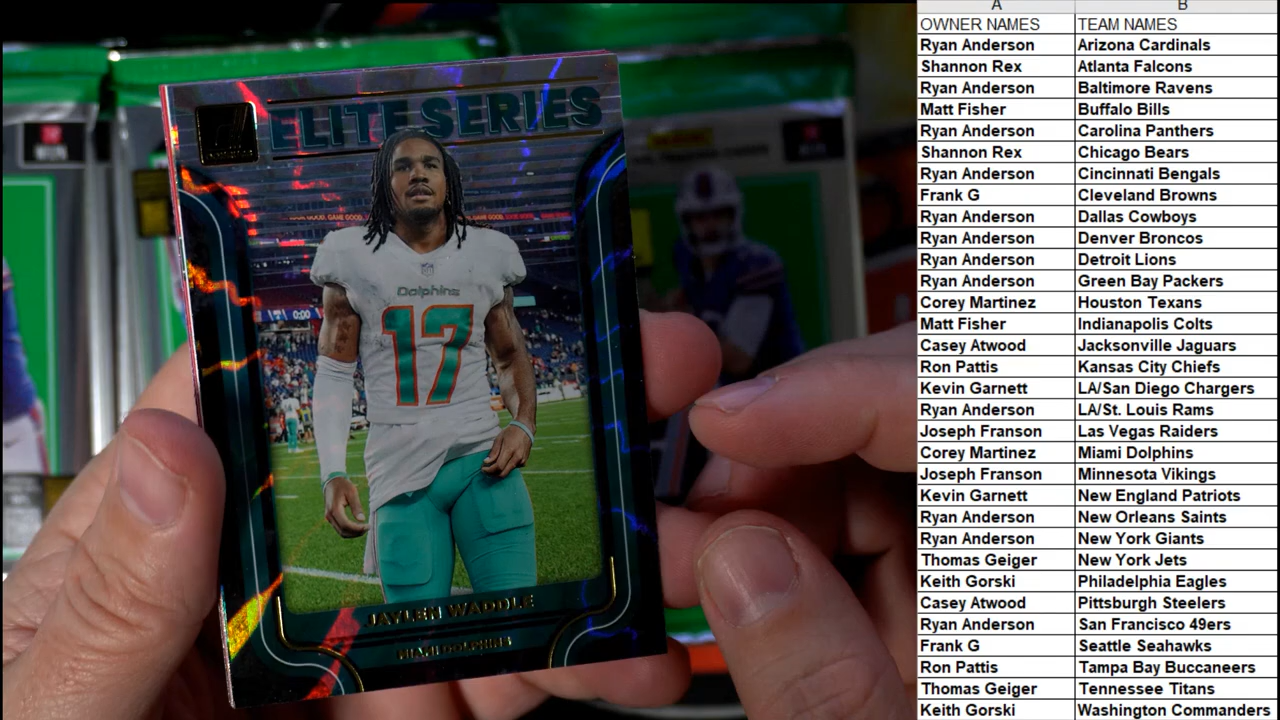 ELITE SERIES
Dolphins
17
0:00
JAYLEN WADDLE
MIAMI DOLPHINS
A B
OWNER NAMES TEAM NAMES
Ryan Anderson Arizona Cardinals
Shannon Rex Atlanta Falcons
Ryan Anderson Baltimore Ravens
Matt Fisher Buffalo Bills
Ryan Anderson Carolina Panthers
Shannon Rex Chicago Bears
Ryan Anderson Cincinnati Bengals
Frank G Cleveland Browns
Ryan Anderson Dallas Cowboys
Ryan Anderson Denver Broncos
Ryan Anderson Detroit Lions
Ryan Anderson Green Bay Packers
Corey Martinez Houston Texans
Matt Fisher Indianapolis Colts
Casey Atwood Jacksonville Jaguars
Ron Pattis Kansas City Chiefs
Kevin Garnett LA/San Diego Chargers
Ryan Anderson LA/St. Louis Rams
Joseph Franson Las Vegas Raiders
Corey Martinez Miami Dolphins
Joseph Franson Minnesota Vikings
Kevin Garnett New England Patriots
Ryan Anderson New Orleans Saints
Ryan Anderson New York Giants
Thomas Geiger New York Jets
Keith Gorski Philadelphia Eagles
Casey Atwood Pittsburgh Steelers
Ryan Anderson San Francisco 49ers
Frank G Seattle Seahawks
Ron Pattis Tampa Bay Buccaneers
Thomas Geiger Tennessee Titans
Keith Gorski Washington Commanders